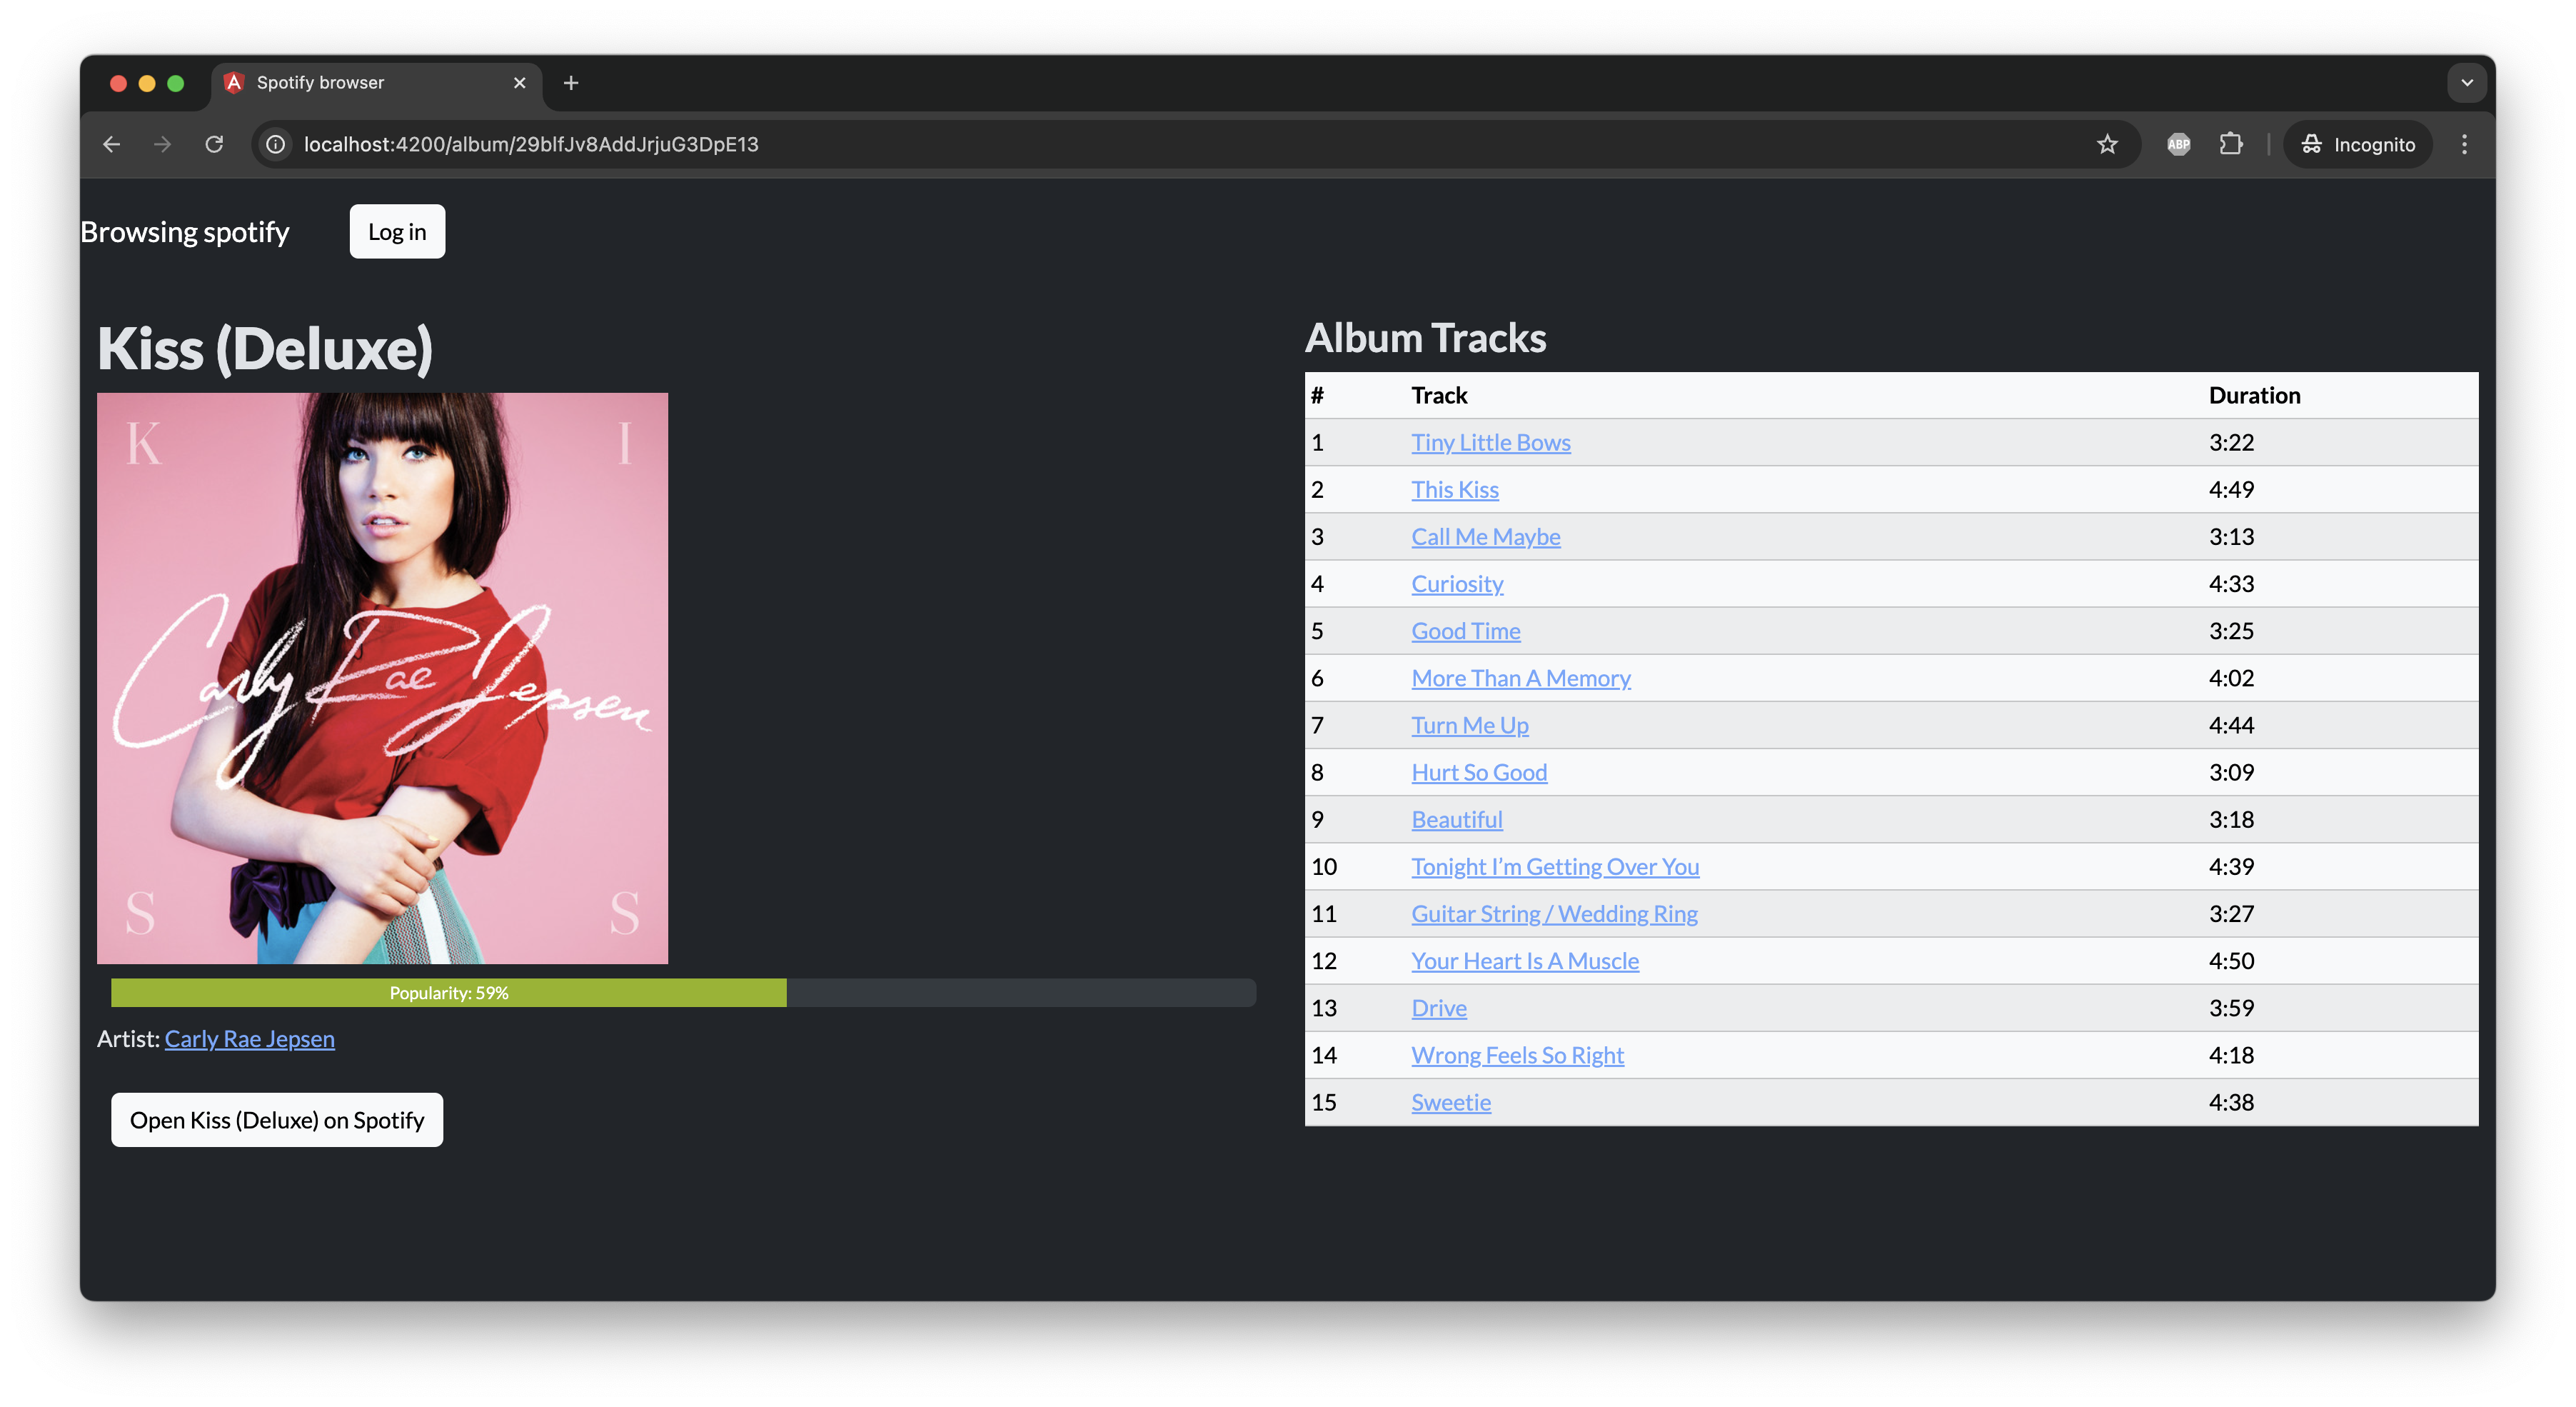 Spotify browser
localhost:4200/album/29blfJv8AddJrjuG3DpE13
ABP
Incognito
Browsing spotify
Log in
Kiss (Deluxe)
K I
Carly Rae Jepsen
S S
Popularity: 59%
Artist: Carly Rae Jepsen
Open Kiss (Deluxe) on Spotify
Album Tracks
# Track Duration
1 Tiny Little Bows 3:22
2 This Kiss 4:49
3 Call Me Maybe 3:13
4 Curiosity 4:33
5 Good Time 3:25
6 More Than A Memory 4:02
7 Turn Me Up 4:44
8 Hurt So Good 3:09
9 Beautiful 3:18
10 Tonight I’m Getting Over You 4:39
11 Guitar String / Wedding Ring 3:27
12 Your Heart Is A Muscle 4:50
13 Drive 3:59
14 Wrong Feels So Right 4:18
15 Sweetie 4:38